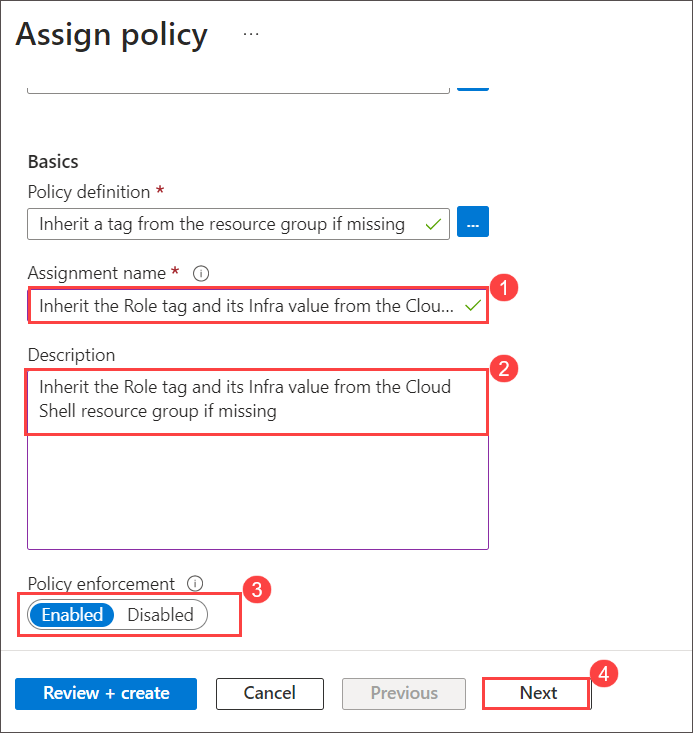 Assign policy ...
Basics
Policy definition *
Inherit a tag from the resource group if missing ...
Assignment name * i
1
Inherit the Role tag and its Infra value from the Clou...
Description
2
Inherit the Role tag and its Infra value from the Cloud
Shell resource group if missing
Policy enforcement i
3
Enabled Disabled
4
Review + create Cancel Previous Next